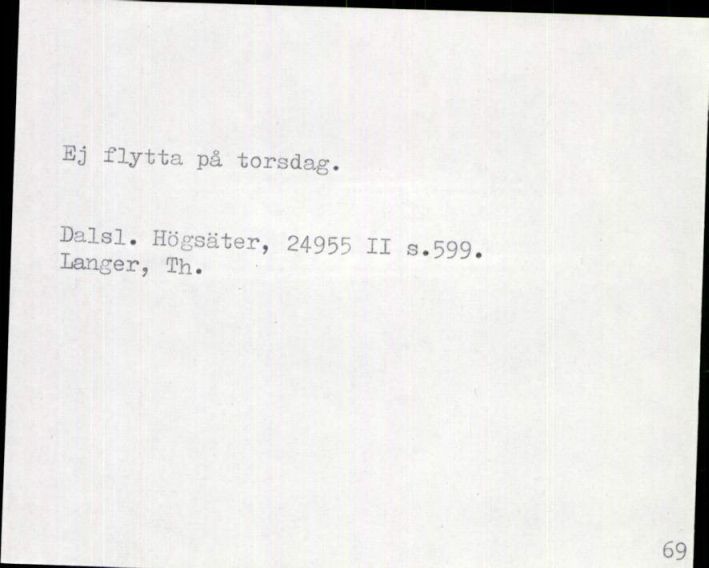 Ej flytta på torsdag.
Dalsl. Högsäter, 24955 II s.599.
Langer, Th.
69